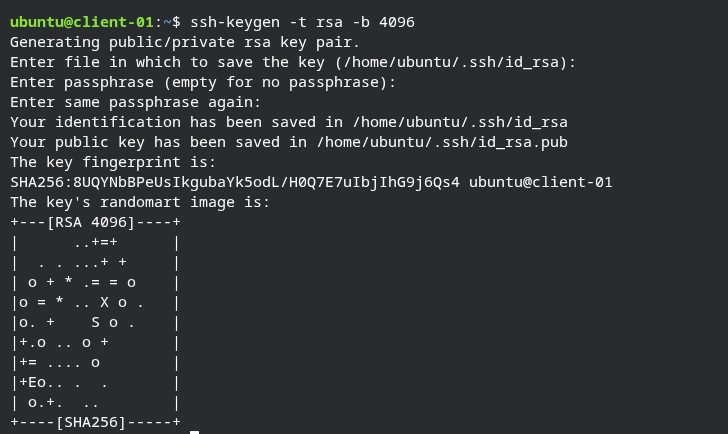 ubuntu@client-01:~$ ssh-keygen -t rsa -b 4096
Generating public/private rsa key pair.
Enter file in which to save the key (/home/ubuntu/.ssh/id_rsa):
Enter passphrase (empty for no passphrase):
Enter same passphrase again:
Your identification has been saved in /home/ubuntu/.ssh/id_rsa
Your public key has been saved in /home/ubuntu/.ssh/id_rsa.pub
The key fingerprint is:
SHA256:8UQYNbBPeUsIkgubaYk5odL/H0Q7E7uIbjIhG9j6Qs4 ubuntu@client-01
The key's randomart image is:
+---[RSA 4096]----+
|      ..+=+      |
|  . . ...+ +     |
| o + * .= = o    |
|o = * .. X o .   |
|o. +    S o .    |
|+.o .. o +       |
|+= .... o        |
|+Eo.. .  .       |
| o.+.  ..        |
+----[SHA256]-----+